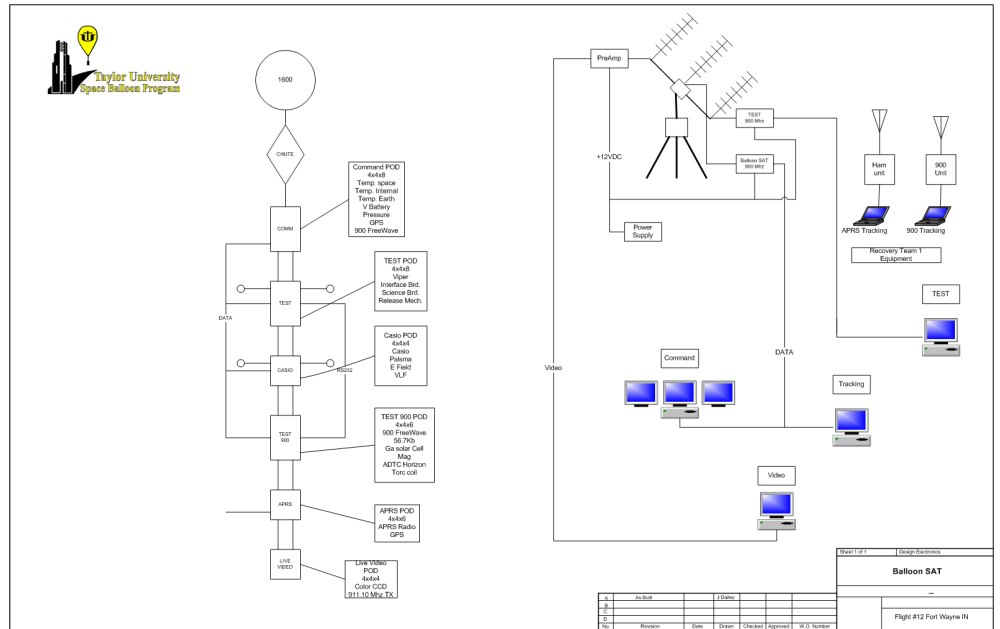 Taylor University
Space Balloon Program
1600
CHUTE
COMM
TEST
DATA
CASIO
RS232
TEST
900
APRS
LIVE
VIDEO
Command POD
4x4x8
Temp. space
Temp. Internal
Temp. Earth
V Battery
Pressure
GPS
900 FreeWave
TEST POD
4x4x8
Viper
Interface Brd.
Science Brd.
Release Mech.
Casio POD
4x4x4
Casio
Palsma
E Field
VLF
TEST 900 POD
4x4x6
900 FreeWave
56.7Kb
Ga solar Cell
Mag
ADTC Horizon
Torc coil
APRS POD
4x4x6
APRS Radio
GPS
Live Video
POD
4x4x4
Color CCD
911.10 Mhz TX
PreAmp
TEST
900 Mhz
Balloon SAT
900 Mhz
+12VDC
Power
Supply
Ham
unit
900
Unit
APRS Tracking
900 Tracking
Recovery Team 1
Equipment
TEST
DATA
Video
Command
Tracking
Video
Sheet 1 of 1
Design Electronics
Balloon SAT
Flight #12 Fort Wayne IN
A As Built J Dailey
B
C
D
No Revision Date Drawn Checked Approved W.O. Number